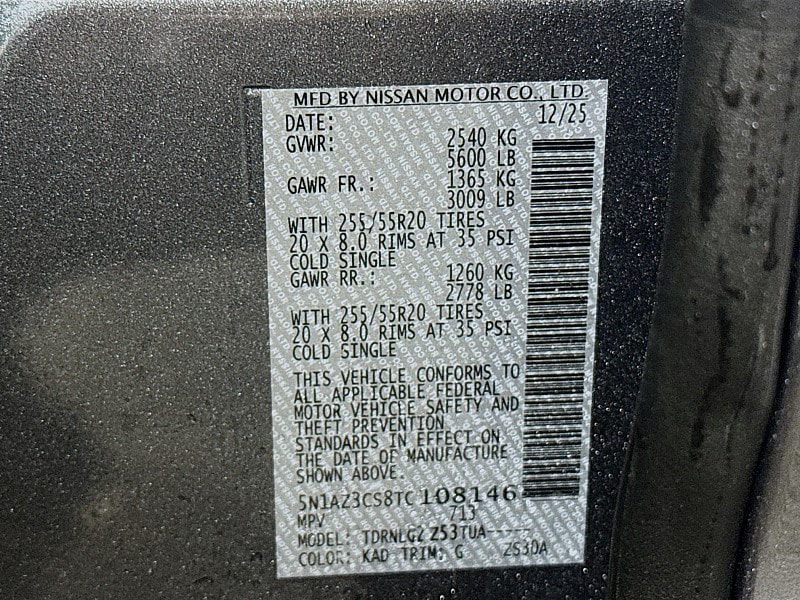 MFD BY NISSAN MOTOR CO., LTD.
DATE: 12/25
GVWR: 2540 KG
5600 LB
GAWR FR.: 1365 KG
3009 LB
WITH 255/55R20 TIRES
20 X 8.0 RIMS AT 35 PSI
COLD SINGLE
GAWR RR.: 1260 KG
2778 LB
WITH 255/55R20 TIRES
20 X 8.0 RIMS AT 35 PSI
COLD SINGLE
THIS VEHICLE CONFORMS TO
ALL APPLICABLE FEDERAL
MOTOR VEHICLE SAFETY AND
THEFT PREVENTION
STANDARDS IN EFFECT ON
THE DATE OF MANUFACTURE
SHOWN ABOVE.
5N1AZ3CS8TC 108146
MPV 713
MODEL: TDRNLG2 Z53TUA-----
COLOR: KAD TRIM: G ZS3DA